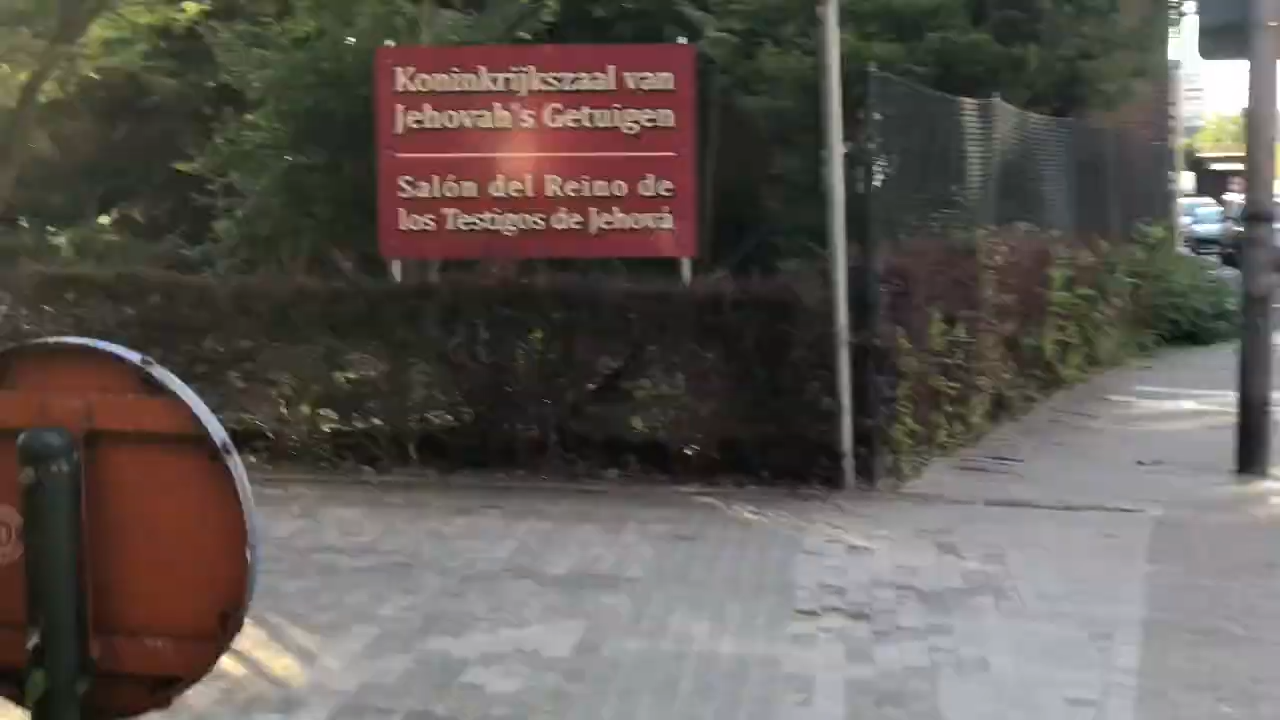 Koninkrijkszaal van
Jehovah's Getuigen
Salón del Reino de
los Testigos de Jehová